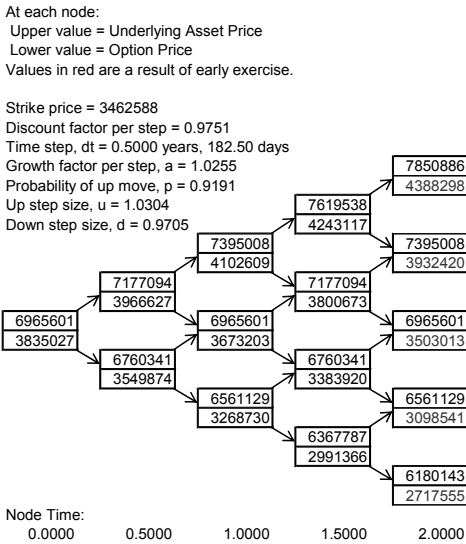 At each node:
Upper value = Underlying Asset Price
Lower value = Option Price
Values in red are a result of early exercise.
Strike price = 3462588
Discount factor per step = 0.9751
Time step, dt = 0.5000 years, 182.50 days
Growth factor per step, a = 1.0255
Probability of up move, p = 0.9191
Up step size, u = 1.0304
Down step size, d = 0.9705
7850886
4388298
7619538
4243117
7395008
4102609
7395008
3932420
7177094
3966627
7177094
3800673
6965601
3835027
6965601
3673203
6965601
3503013
6760341
3549874
6760341
3383920
6561129
3268730
6561129
3098541
6367787
2991366
6180143
2717555
Node Time:
0.0000 0.5000 1.0000 1.5000 2.0000